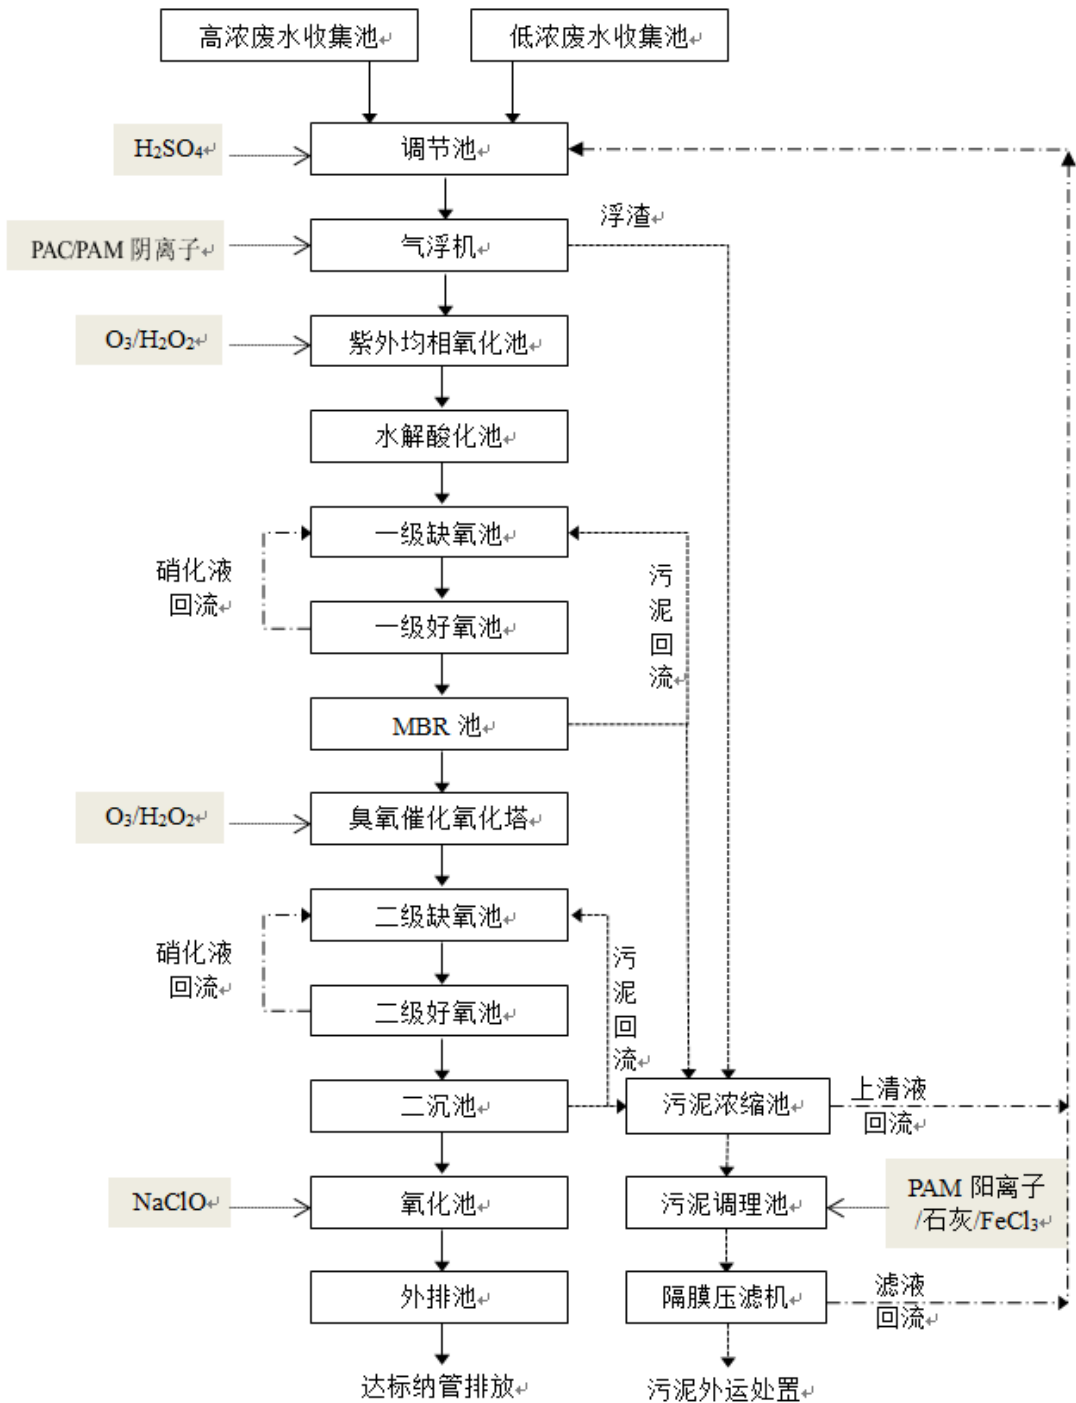 高浓废水收集池
低浓废水收集池
H₂SO₄
调节池
浮渣
PAC/PAM 阴离子
气浮机
O₃/H₂O₂
紫外均相氧化池
水解酸化池
一级缺氧池
硝化液
回流
污
泥
回
流
一级好氧池
MBR 池
O₃/H₂O₂
臭氧催化氧化塔
二级缺氧池
硝化液
回流
污
泥
回
流
二级好氧池
二沉池
污泥浓缩池
上清液
回流
NaClO
氧化池
污泥调理池
PAM 阳离子
/石灰/FeCl₃
外排池
隔膜压滤机
滤液
回流
达标纳管排放
污泥外运处置